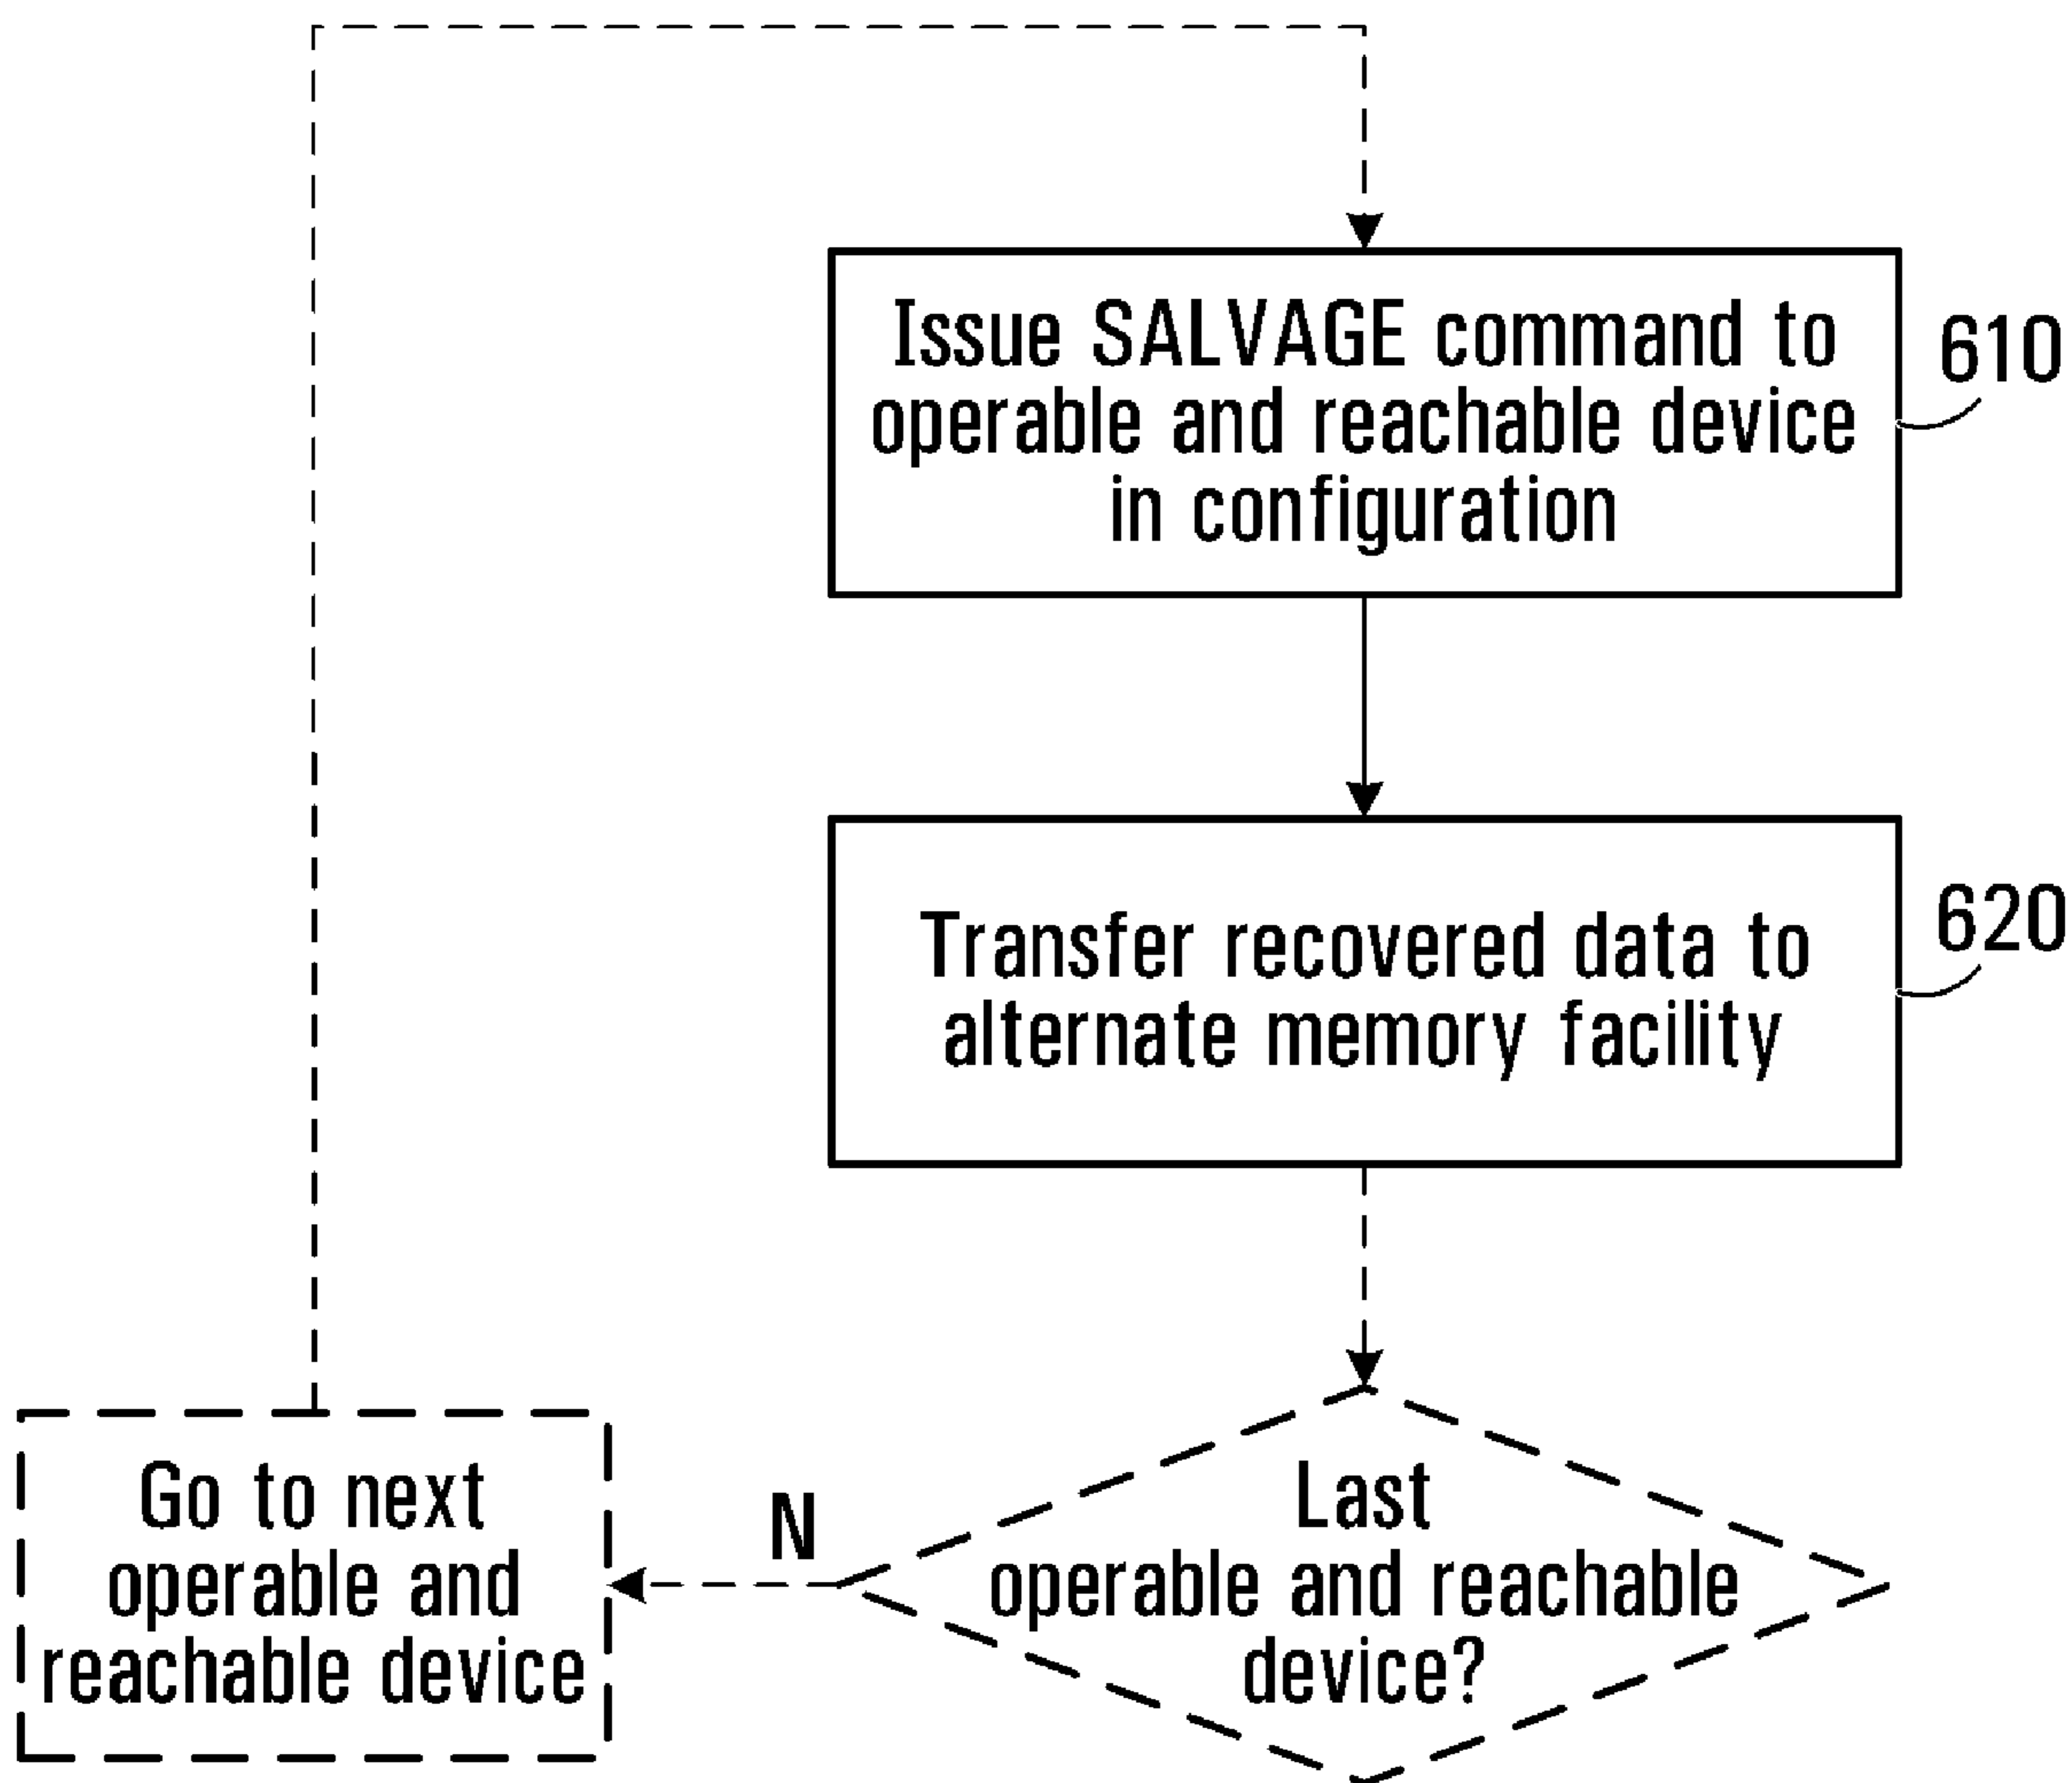 Issue SALVAGE command to
operable and reachable device
in configuration
610
Transfer recovered data to
alternate memory facility
620
Last
operable and reachable
device?
N
Go to next
operable and
reachable device